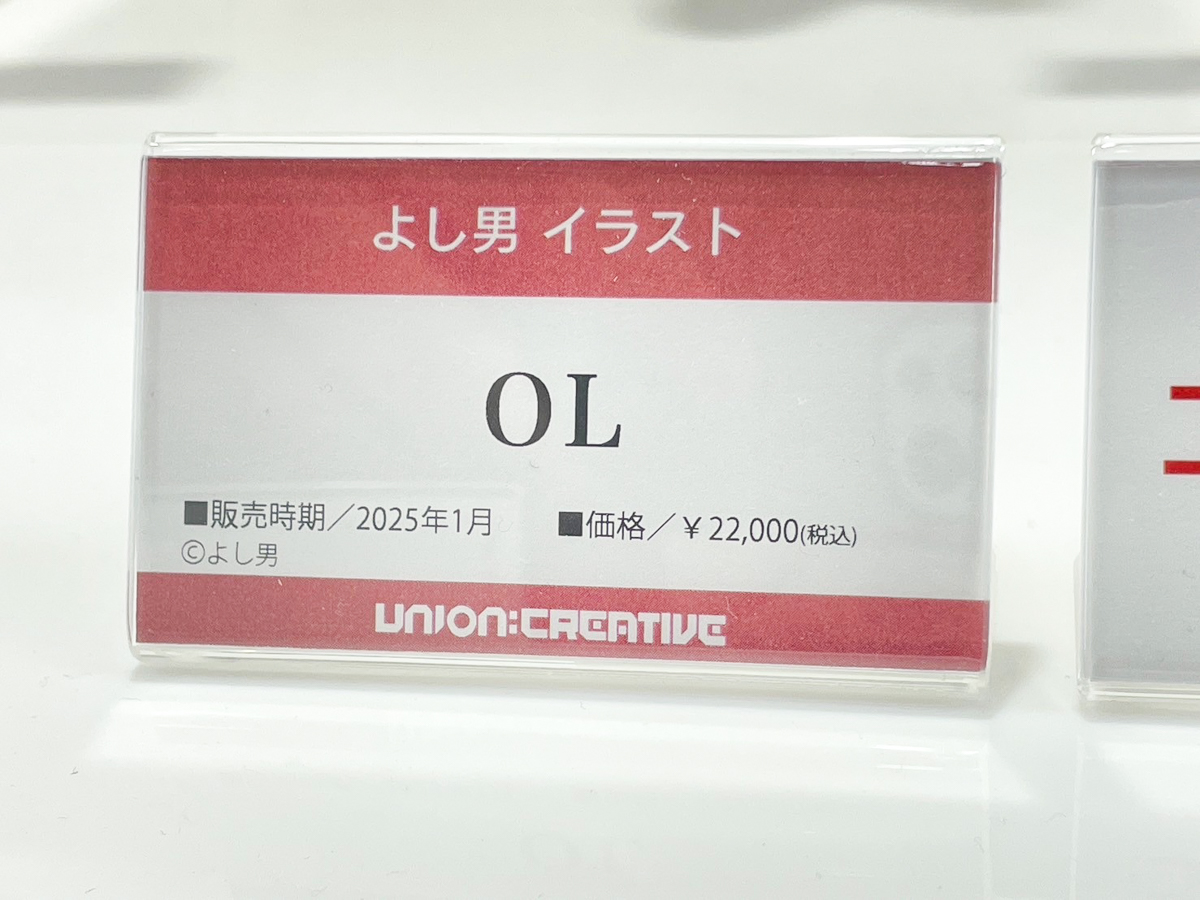 よし男 イラスト
OL
■販売時期／2025年1月 ■価格／￥22,000(税込)
©よし男
UNION:CREATIVE